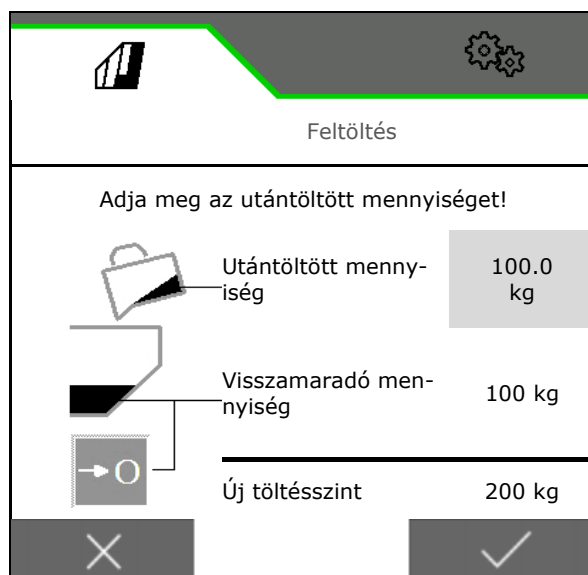 Feltöltés
Adja meg az utántöltött mennyiséget!
Utántöltött menny-
iség
100.0
kg
Visszamaradó men-
nyiség
100 kg
→O
Új töltésszint
200 kg